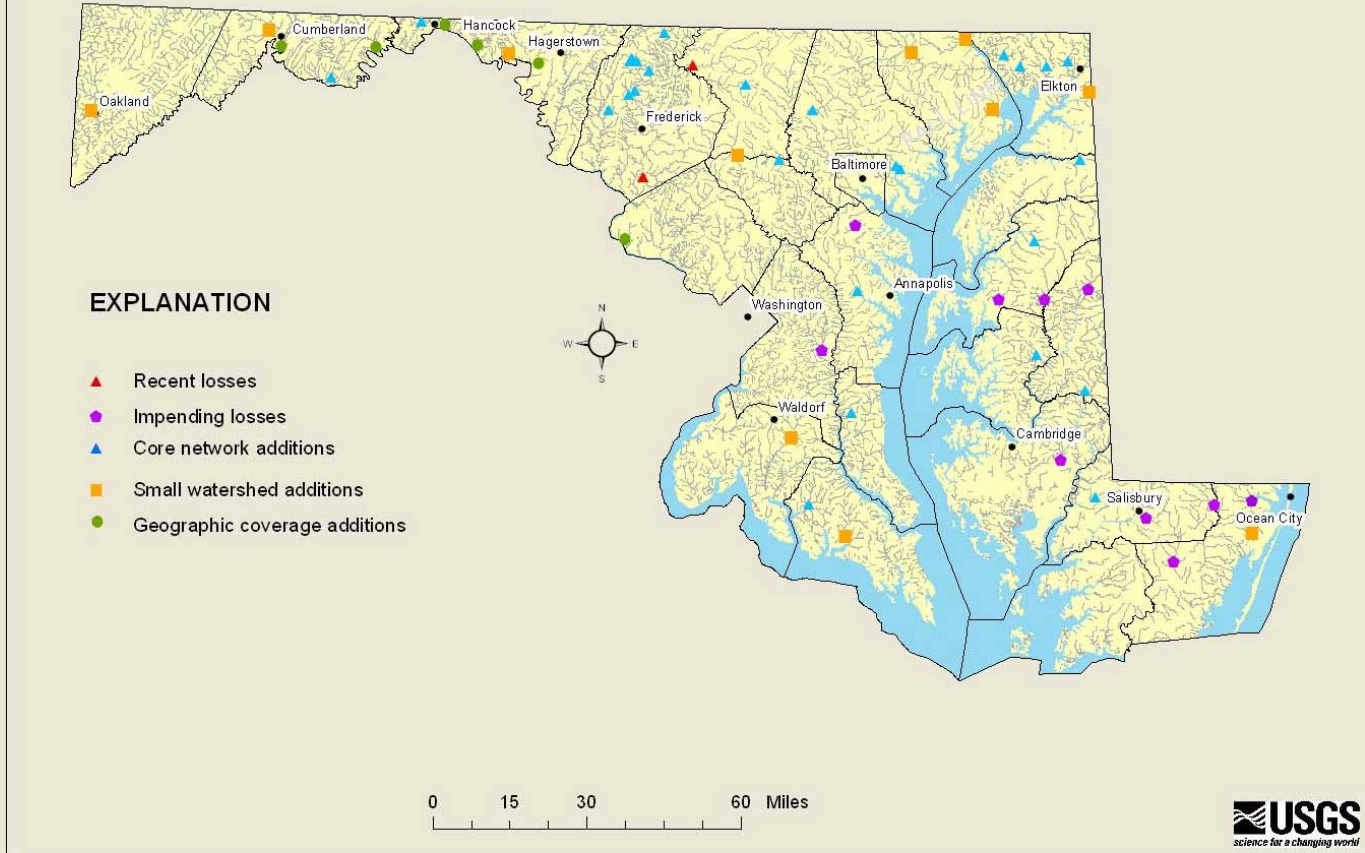 Cumberland
Hancock
Hagerstown
Oakland
Frederick
Elkton
Baltimore
Annapolis
Washington
Waldorf
Cambridge
Salisbury
Ocean City
EXPLANATION
Recent losses
Impending losses
Core network additions
Small watershed additions
Geographic coverage additions
N
W E
S
0 15 30 60 Miles
USGS
science for a changing world